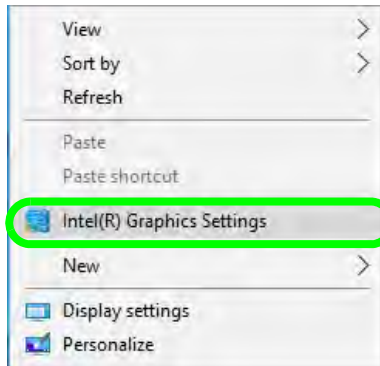 View
Sort by
Refresh
Paste
Paste shortcut
Intel(R) Graphics Settings
New
Display settings
Personalize